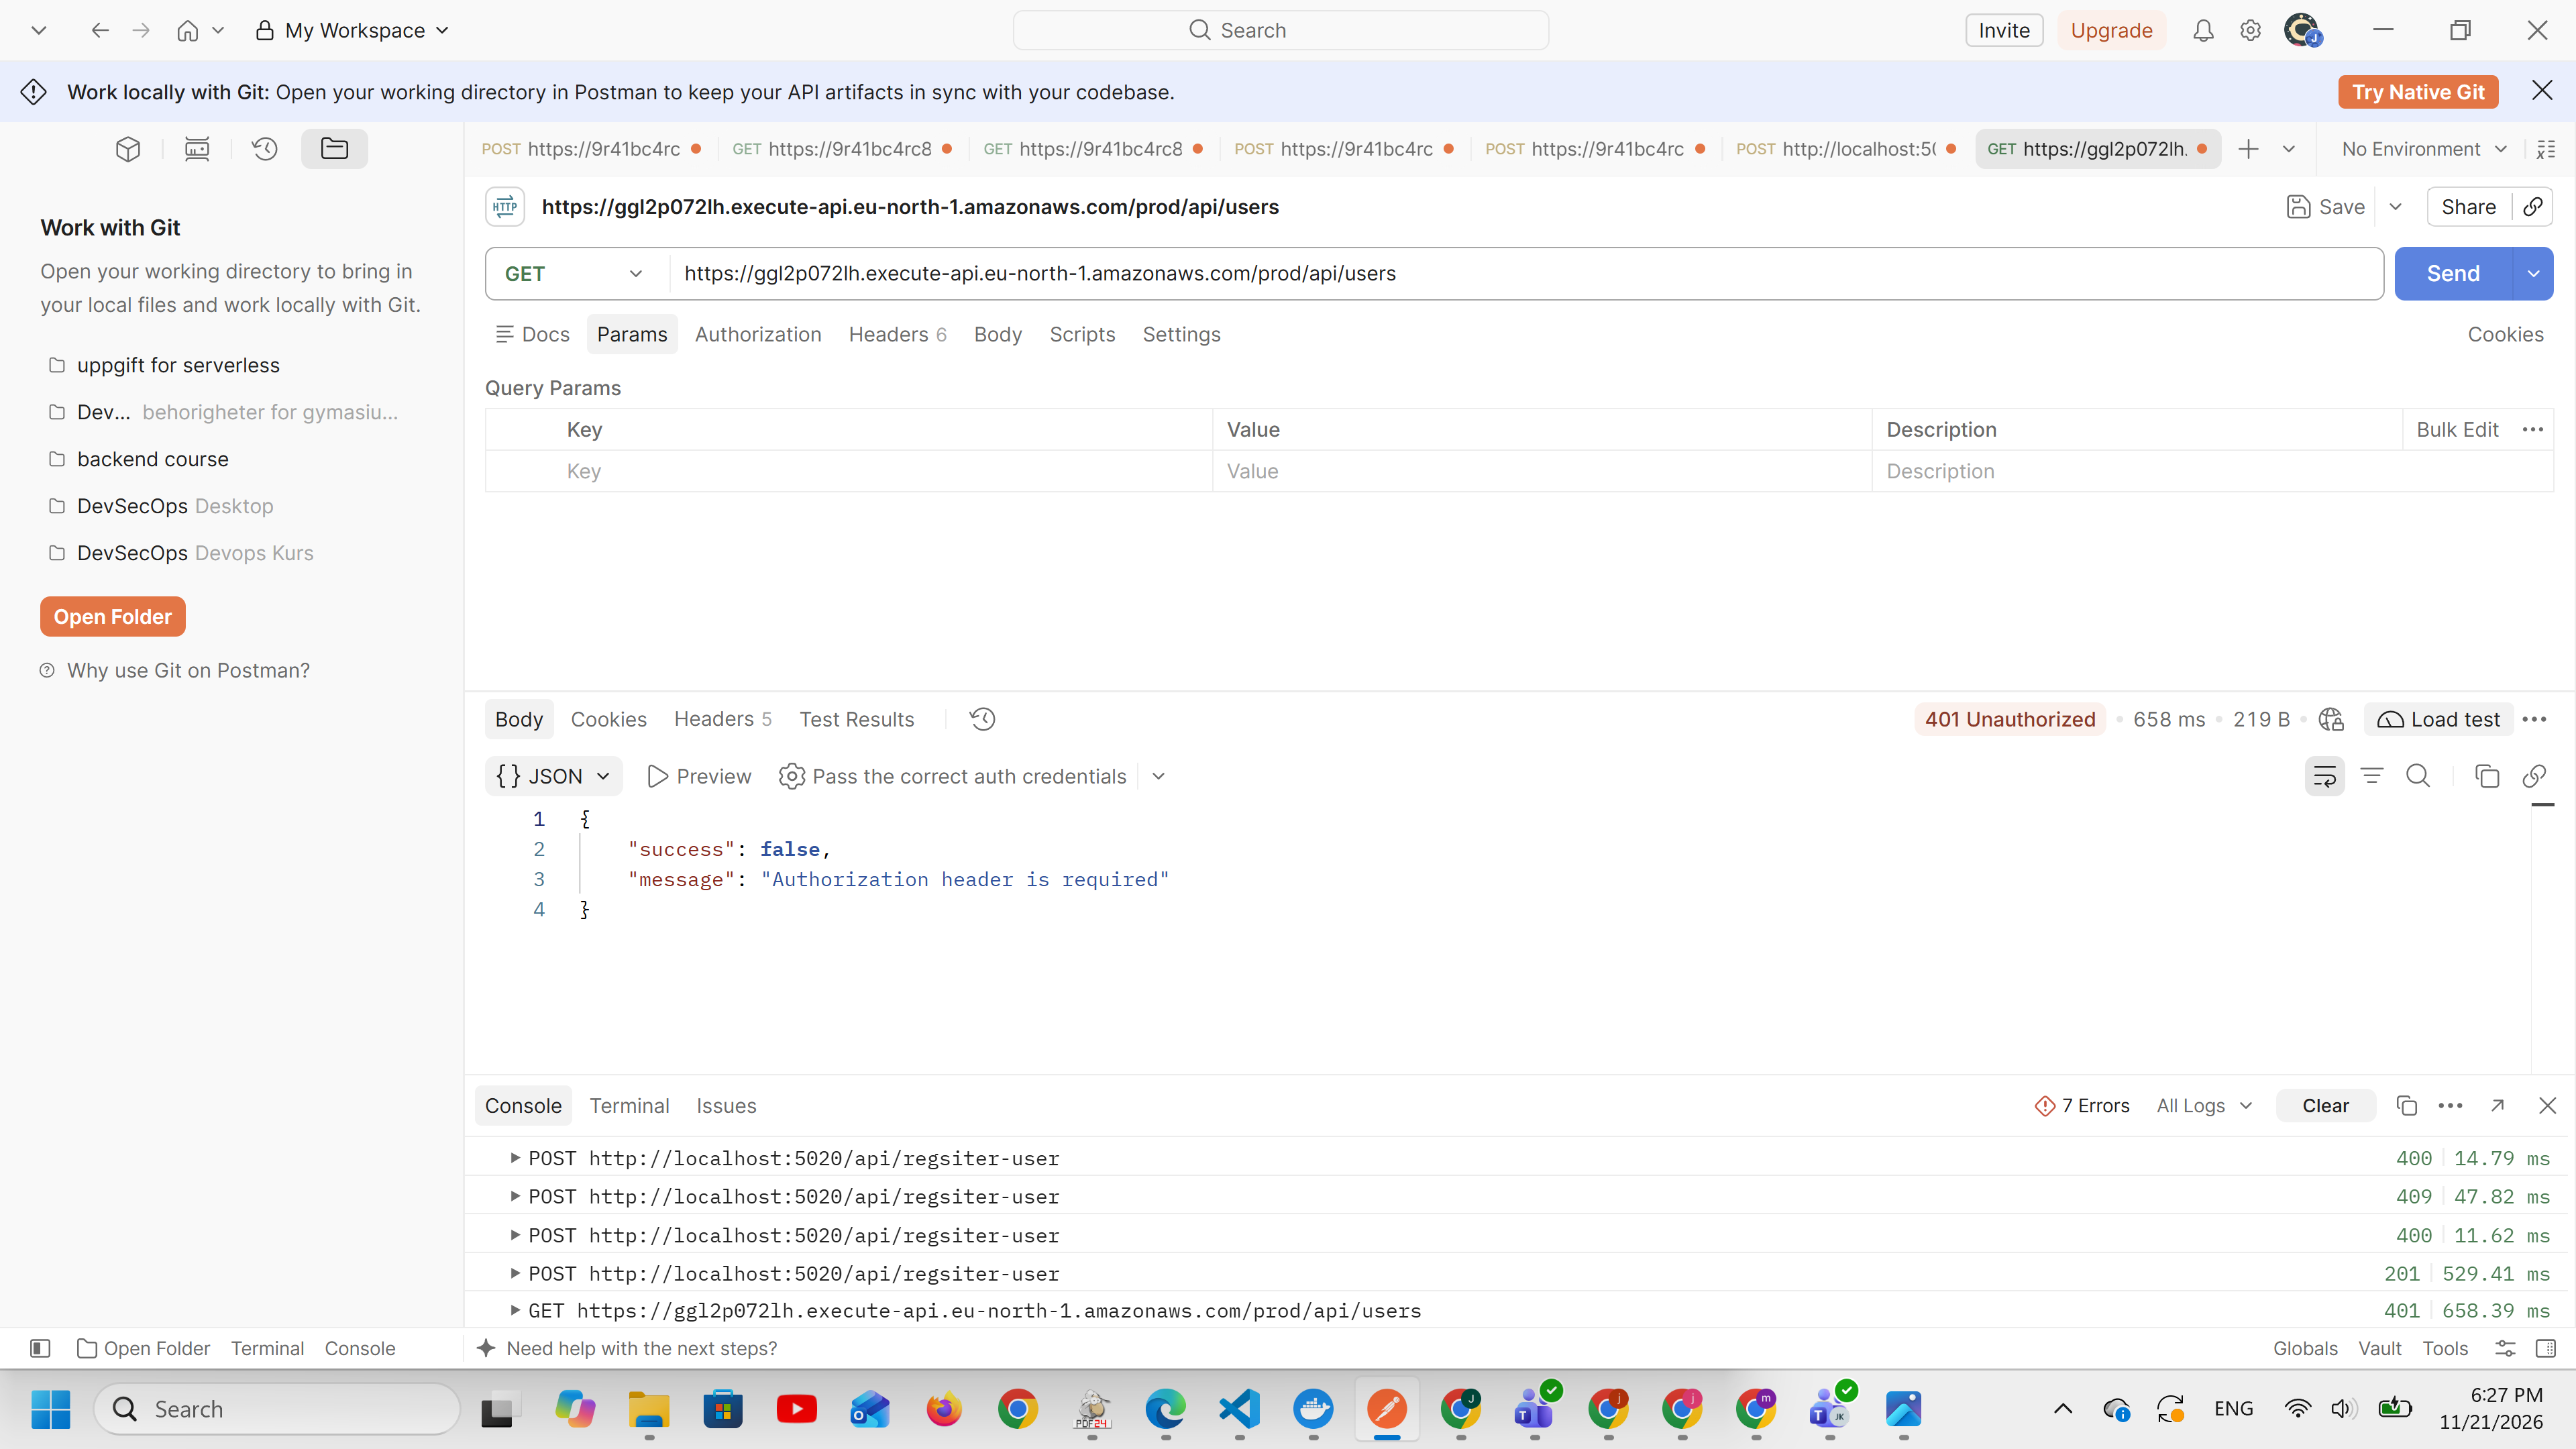 My Workspace
Search
Invite
Upgrade
J
Work locally with Git: Open your working directory in Postman to keep your API artifacts in sync with your codebase.
Try Native Git
POST https://9r41bc4rc
GET https://9r41bc4rc8
GET https://9r41bc4rc8
POST https://9r41bc4rc
POST https://9r41bc4rc
POST http://localhost:50
GET https://ggl2p072lh.
No Environment
Work with Git
Open your working directory to bring in
your local files and work locally with Git.
uppgift for serverless
Dev... behorigheter for gymasiu...
backend course
DevSecOps Desktop
DevSecOps Devops Kurs
Open Folder
Why use Git on Postman?
HTTP
https://ggl2p072lh.execute-api.eu-north-1.amazonaws.com/prod/api/users
Save
Share
GET
https://ggl2p072lh.execute-api.eu-north-1.amazonaws.com/prod/api/users
Send
Docs Params Authorization Headers 6 Body Scripts Settings
Cookies
Query Params
Key Value Description Bulk Edit
Key Value Description
Body Cookies Headers 5 Test Results
401 Unauthorized 658 ms 219 B
Load test
{} JSON
Preview
Pass the correct auth credentials
1 {
2 "success": false,
3 "message": "Authorization header is required"
4 }
Console Terminal Issues
7 Errors
All Logs
Clear
POST http://localhost:5020/api/regsiter-user 400 14.79 ms
POST http://localhost:5020/api/regsiter-user 409 47.82 ms
POST http://localhost:5020/api/regsiter-user 400 11.62 ms
POST http://localhost:5020/api/regsiter-user 201 529.41 ms
GET https://ggl2p072lh.execute-api.eu-north-1.amazonaws.com/prod/api/users 401 658.39 ms
Open Folder Terminal Console
Need help with the next steps?
Globals Vault Tools
Search
PDF24
J
T
j
j
m
T
JK
ENG
6:27 PM
11/21/2026